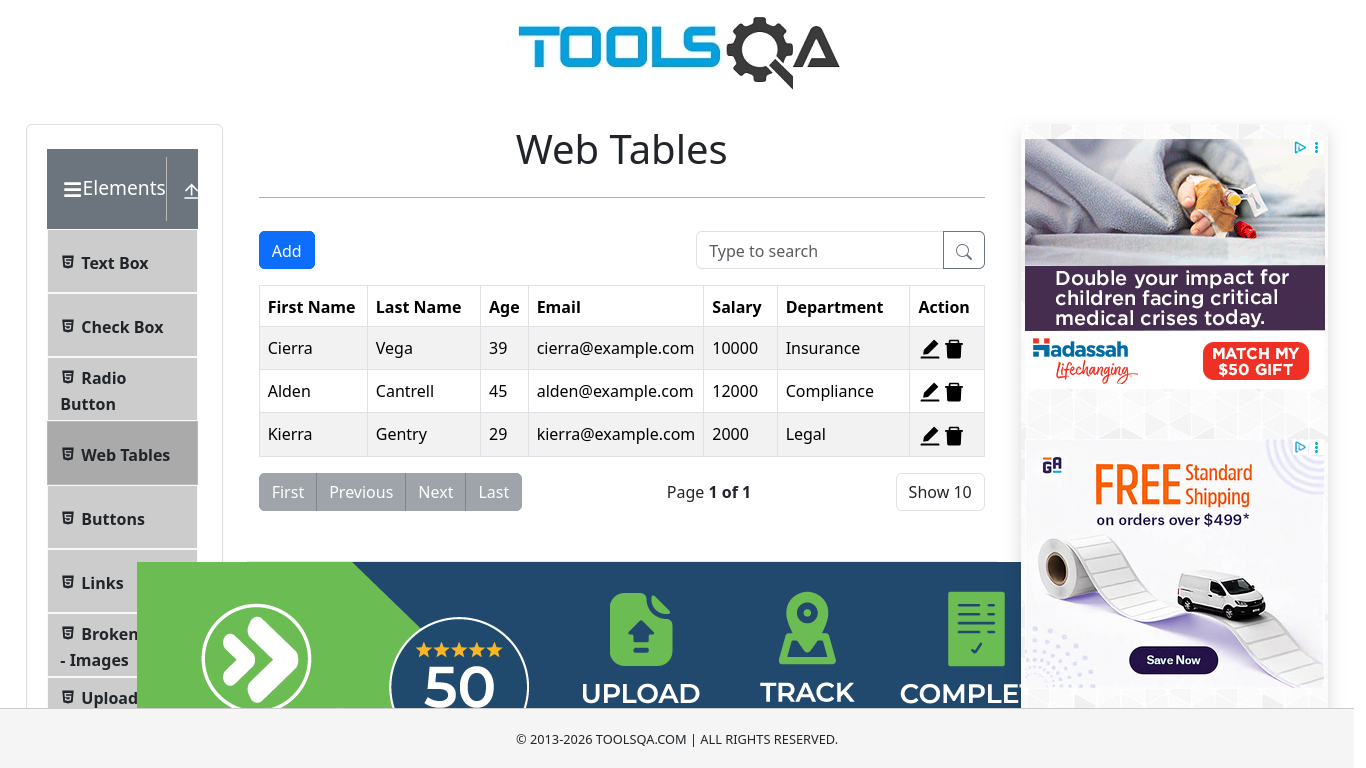 TOOLSQA
Web Tables
Elements
Text Box
Check Box
Radio
Button
Web Tables
Buttons
Links
Broken
- Images
Upload
Add
Type to search
First Name Last Name Age Email Salary Department Action
Cierra Vega 39 cierra@example.com 10000 Insurance
Alden Cantrell 45 alden@example.com 12000 Compliance
Kierra Gentry 29 kierra@example.com 2000 Legal
First Previous Next Last
Page 1 of 1
Show 10
50
UPLOAD
TRACK
COMPLET
Double your impact for
children facing critical
medical crises today.
Hadassah
Lifechanging
MATCH MY
$50 GIFT
GA
FREE Standard
Shipping
on orders over $499*
Save Now
© 2013-2026 TOOLSQA.COM | ALL RIGHTS RESERVED.